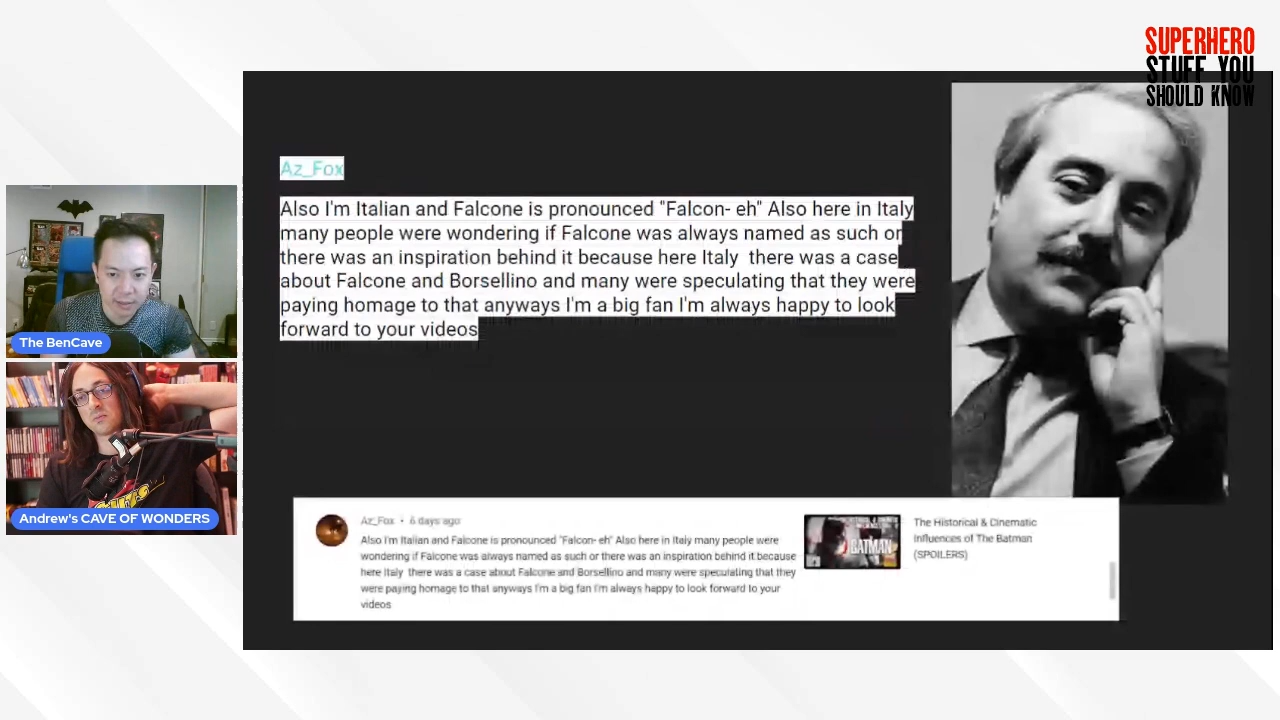 SUPERHERO
STUFF YOU
SHOULD KNOW
Az_Fox
Also I'm Italian and Falcone is pronounced "Falcon- eh" Also here in Italy
many people were wondering if Falcone was always named as such or
there was an inspiration behind it because here Italy  there was a case
about Falcone and Borsellino and many were speculating that they were
paying homage to that anyways I'm a big fan I'm always happy to look
forward to your videos
The BenCave
Andrew's CAVE OF WONDERS
Az_Fox • 6 days ago
Also I'm Italian and Falcone is pronounced "Falcon- eh" Also here in Italy many people were
wondering if Falcone was always named as such or there was an inspiration behind it because
here Italy  there was a case about Falcone and Borsellino and many were speculating that they
were paying homage to that anyways I'm a big fan I'm always happy to look forward to your
videos
BATMAN
The Historical & Cinematic
Influences of The Batman
(SPOILERS)